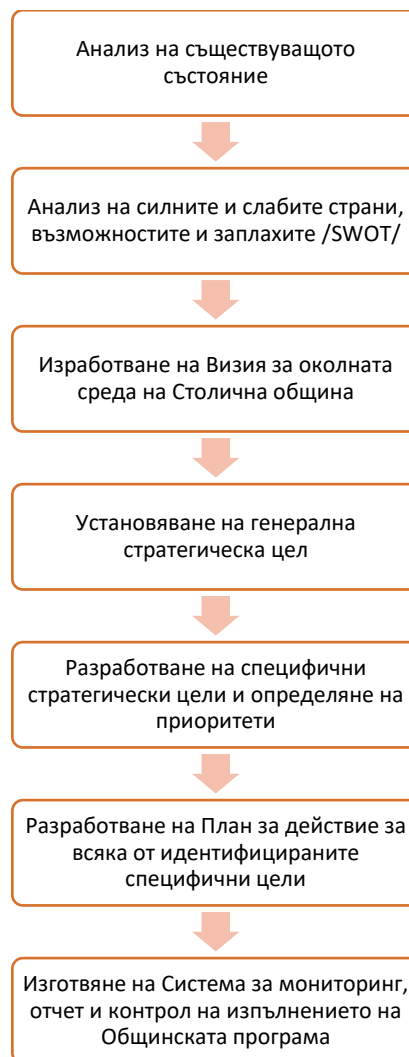 Анализ на съществуващото
състояние
Анализ на силните и слабите страни,
възможностите и заплахите /SWOT/
Изработване на Визия за околната
среда на Столична община
Установяване на генерална
стратегическа цел
Разработване на специфични
стратегически цели и определяне на
приоритети
Разработване на План за действие за
всяка от идентифицираните
специфични цели
Изготвяне на Система за мониторинг,
отчет и контрол на изпълнението на
Общинската програма